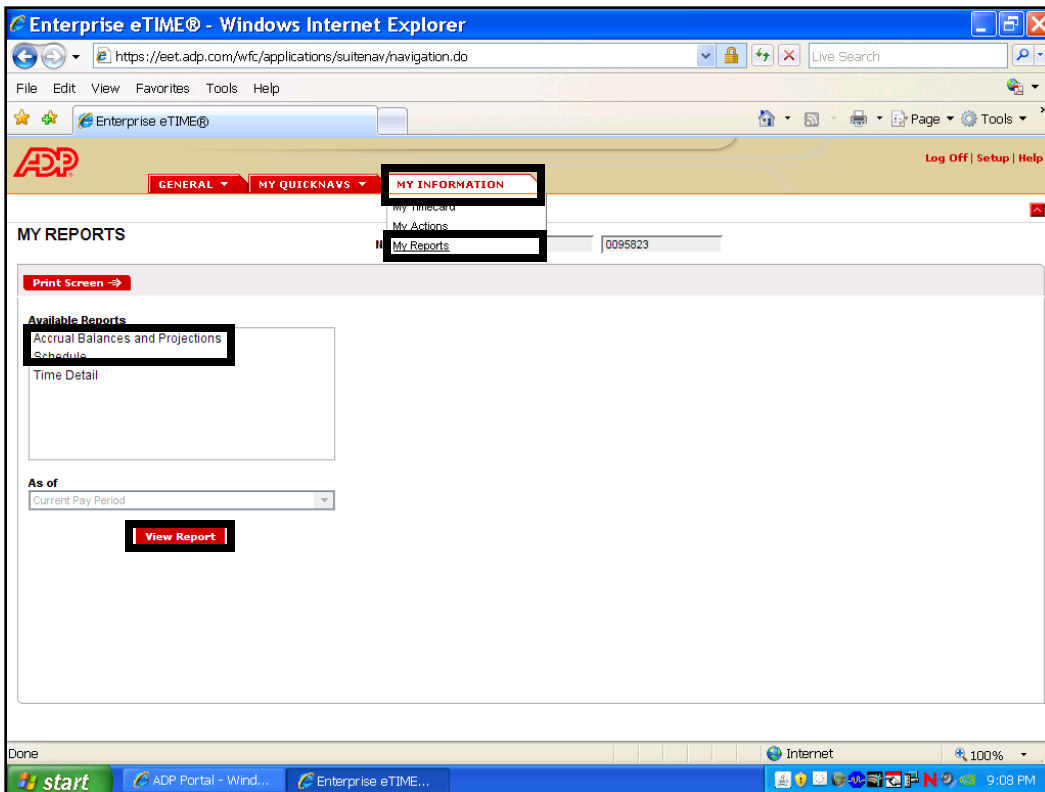 Enterprise eTIME® - Windows Internet Explorer
https://eet.adp.com/wfc/applications/suitenav/navigation.do
Live Search
File Edit View Favorites Tools Help
Enterprise eTIME®
Page Tools
ADP
Log Off | Setup | Help
GENERAL MY QUICKNAVS MY INFORMATION
My Timecard
My Actions
My Reports
MY REPORTS
0095823
Print Screen
Available Reports
Accrual Balances and Projections
Schedule
Time Detail
As of
Current Pay Period
View Report
Done
Internet
100%
start
ADP Portal - Wind...
Enterprise eTIME...
9:08 PM